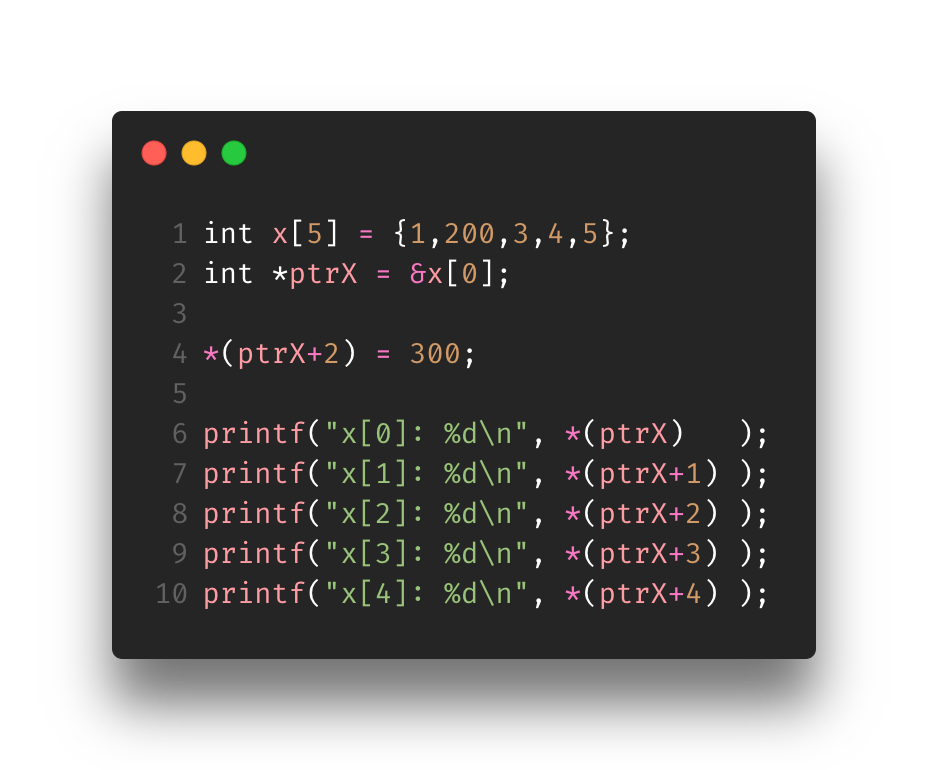 1 int x[5] = {1,200,3,4,5};
2 int *ptrX = &x[0];
3
4 *(ptrX+2) = 300;
5
6 printf("x[0]: %d\n", *(ptrX)   );
7 printf("x[1]: %d\n", *(ptrX+1) );
8 printf("x[2]: %d\n", *(ptrX+2) );
9 printf("x[3]: %d\n", *(ptrX+3) );
10 printf("x[4]: %d\n", *(ptrX+4) );